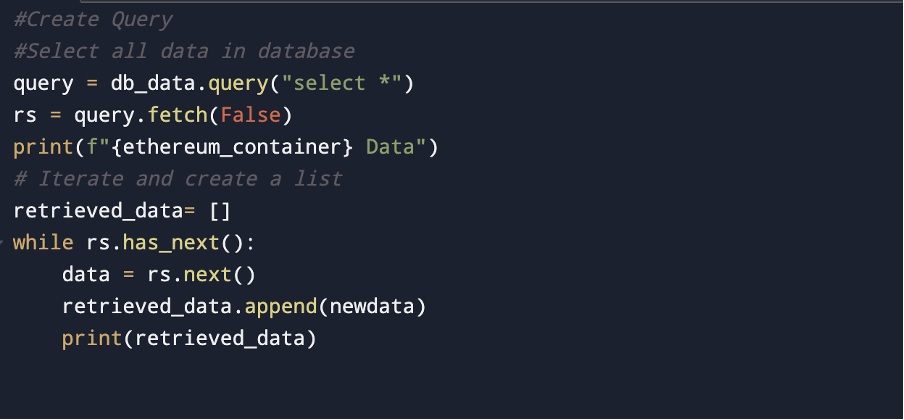 #Create Query
#Select all data in database
query = db_data.query("select *")
rs = query.fetch(False)
print(f"{ethereum_container} Data")
# Iterate and create a list
retrieved_data= []
while rs.has_next():
    data = rs.next()
    retrieved_data.append(newdata)
    print(retrieved_data)